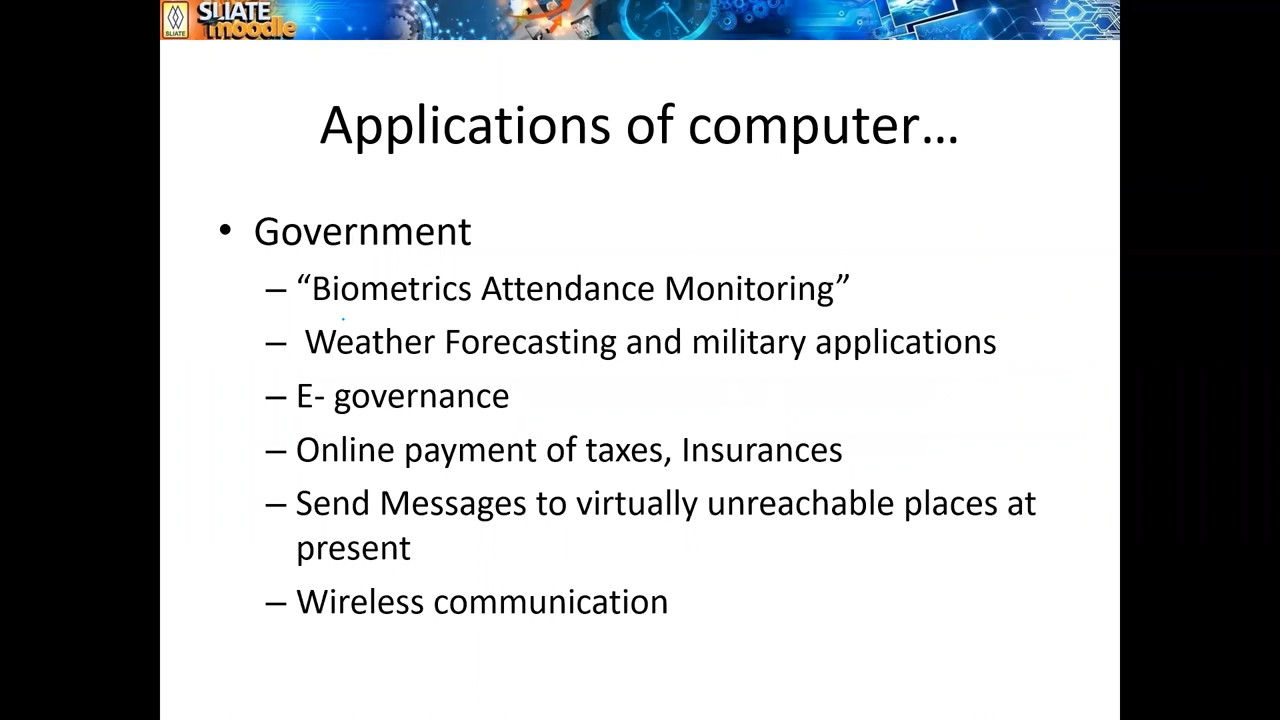 SLIATE
moodle
SLIATE
Applications of computer...
• Government
– “Biometrics Attendance Monitoring”
– Weather Forecasting and military applications
– E- governance
– Online payment of taxes, Insurances
– Send Messages to virtually unreachable places at
present
– Wireless communication